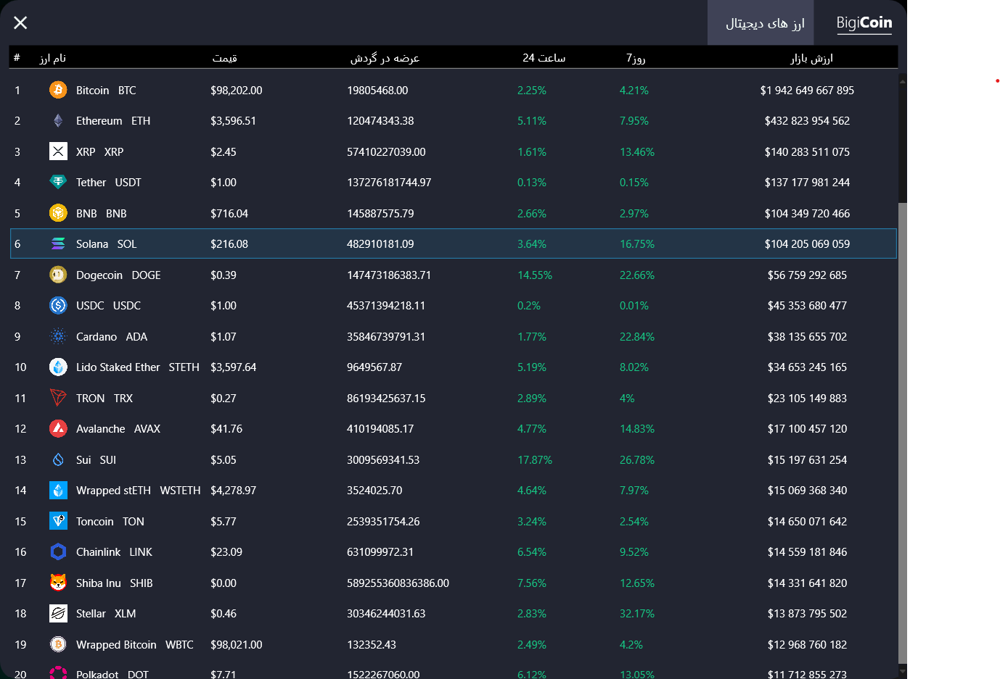 ارز های دیجیتال BigiCoin
# نام ارز قیمت عرضه در گردش 24 ساعت 7روز ارزش بازار
1 Bitcoin BTC $98,202.00 19805468.00 2.25% 4.21% $1 942 649 667 895
2 Ethereum ETH $3,596.51 120474343.38 5.11% 7.95% $432 823 954 562
3 XRP XRP $2.45 57410227039.00 1.61% 13.46% $140 283 511 075
4 Tether USDT $1.00 137276181744.97 0.13% 0.15% $137 177 981 244
5 BNB BNB $716.04 145887575.79 2.66% 2.97% $104 349 720 466
6 Solana SOL $216.08 482910181.09 3.64% 16.75% $104 205 069 059
7 Dogecoin DOGE $0.39 147473186383.71 14.55% 22.66% $56 759 292 685
8 USDC USDC $1.00 45371394218.11 0.2% 0.01% $45 353 680 477
9 Cardano ADA $1.07 35846739791.31 1.77% 22.84% $38 135 655 702
10 Lido Staked Ether STETH $3,597.64 9649567.87 5.19% 8.02% $34 653 245 165
11 TRON TRX $0.27 86193425637.15 2.89% 4% $23 105 149 883
12 Avalanche AVAX $41.76 410194085.17 4.77% 14.83% $17 100 457 120
13 Sui SUI $5.05 3009569341.53 17.87% 26.78% $15 197 631 254
14 Wrapped stETH WSTETH $4,278.97 3524025.70 4.64% 7.97% $15 069 368 340
15 Toncoin TON $5.77 2539351754.26 3.24% 2.54% $14 650 071 642
16 Chainlink LINK $23.09 631099972.31 6.54% 9.52% $14 559 181 846
17 Shiba Inu SHIB $0.00 589255360836386.00 7.56% 12.65% $14 331 641 820
18 Stellar XLM $0.46 30346244031.63 2.83% 32.17% $13 873 795 502
19 Wrapped Bitcoin WBTC $98,021.00 132352.43 2.49% 4.2% $12 968 760 182
20 Polkadot DOT $7.71 1522267060.00 6.12% 13.05% $11 712 855 273